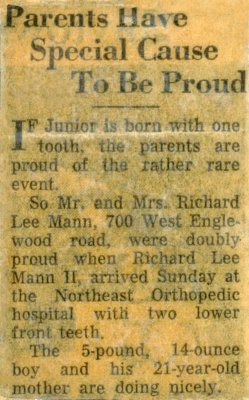 Parents Have
Special Cause
To Be Proud
IF Junior is born with one
tooth, the parents are
proud of the rather rare
event.
So Mr. and Mrs. Richard
Lee Mann, 700 West Engle-
wood road, were doubly
proud when Richard Lee
Mann II, arrived Sunday at
the Northeast Orthopedic
hospital with two lower
front teeth.
The 5-pound, 14-ounce
boy and his 21-year-old
mother are doing nicely.